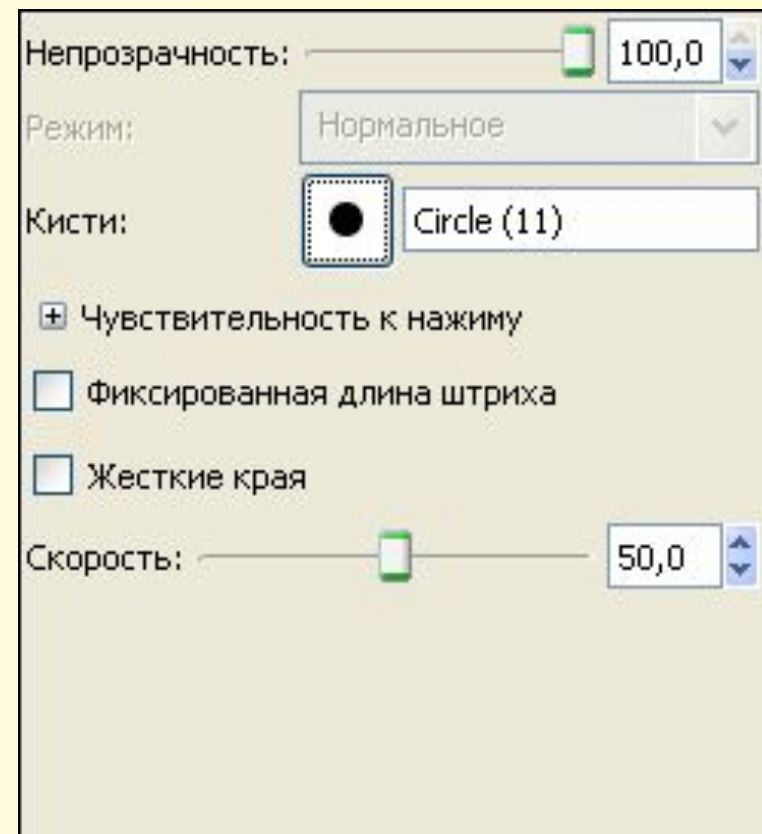 Непрозрачность: 100,0
Режим: Нормальное
Кисти: Circle (11)
Чувствительность к нажиму
Фиксированная длина штриха
Жесткие края
Скорость: 50,0